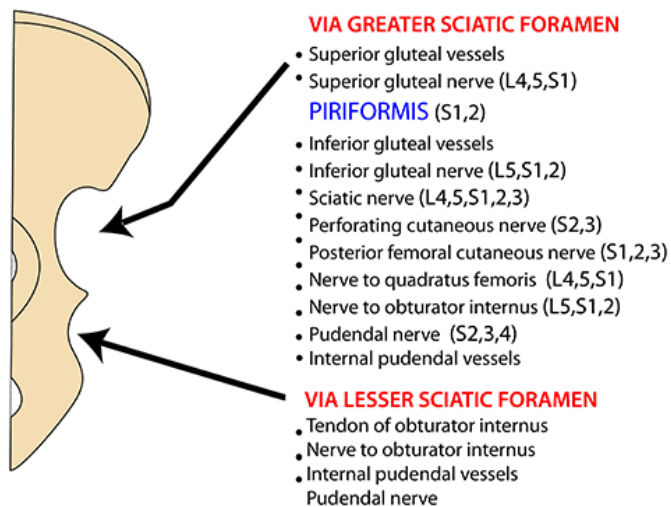 VIA GREATER SCIATIC FORAMEN
• Superior gluteal vessels
• Superior gluteal nerve (L4,5,S1)
PIRIFORMIS (S1,2)
• Inferior gluteal vessels
• Inferior gluteal nerve (L5,S1,2)
• Sciatic nerve (L4,5,S1,2,3)
• Perforating cutaneous nerve (S2,3)
• Posterior femoral cutaneous nerve (S1,2,3)
• Nerve to quadratus femoris (L4,5,S1)
• Nerve to obturator internus (L5,S1,2)
• Pudendal nerve (S2,3,4)
• Internal pudendal vessels
VIA LESSER SCIATIC FORAMEN
• Tendon of obturator internus
• Nerve to obturator internus
• Internal pudendal vessels
Pudendal nerve